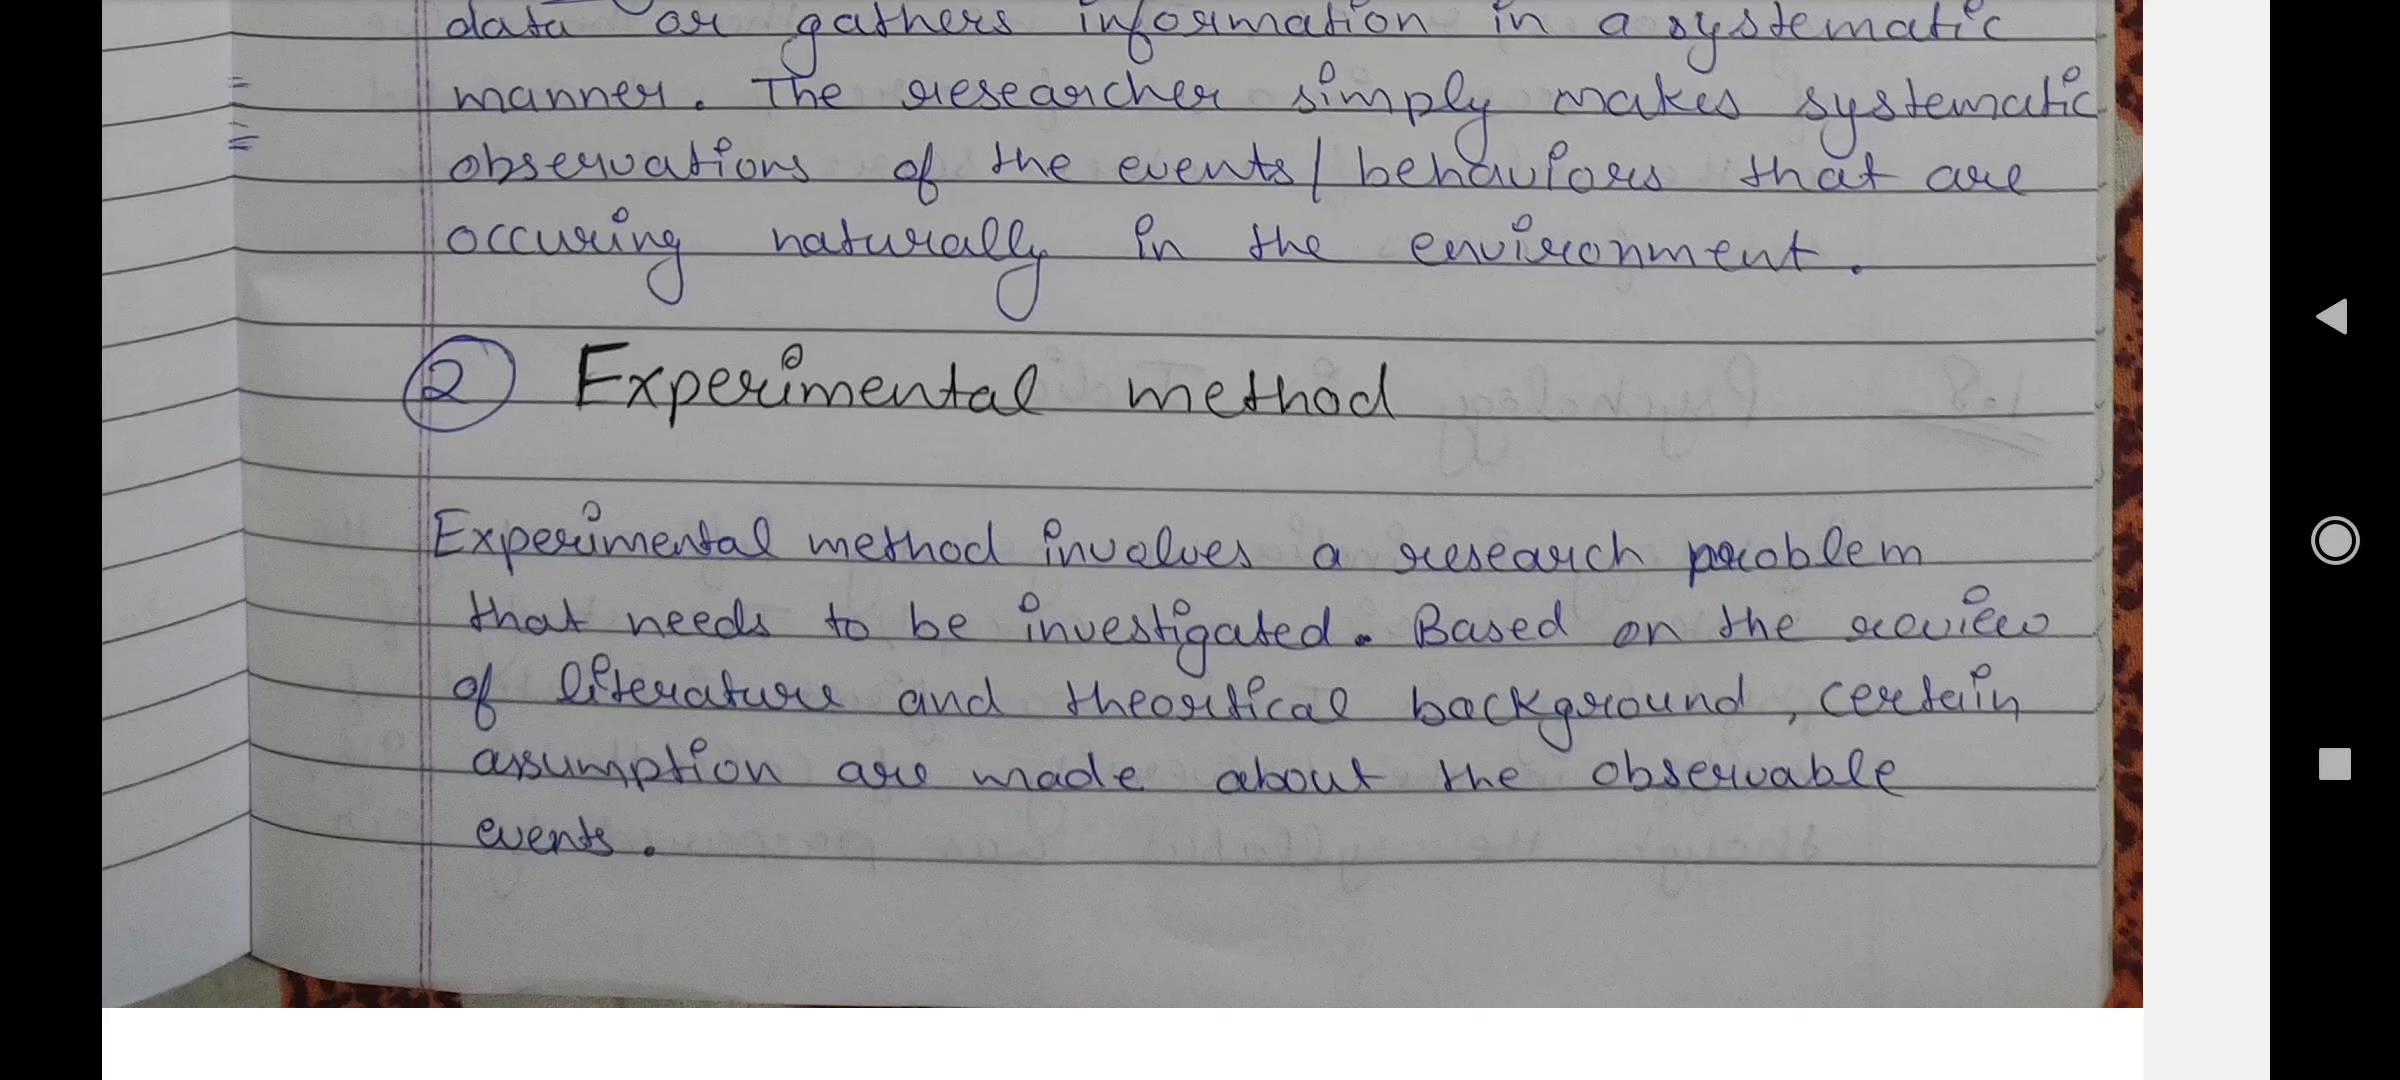 data or gathers information in a systematic
manner. The researcher simply makes systematic
observations of the events/behaviors that are
occuring naturally in the environment.
2 Experimental method
Experimental method involves a research problem
that needs to be investigated. Based on the review
of literature and theoritical background, certain
assumption are made about the observable
events.